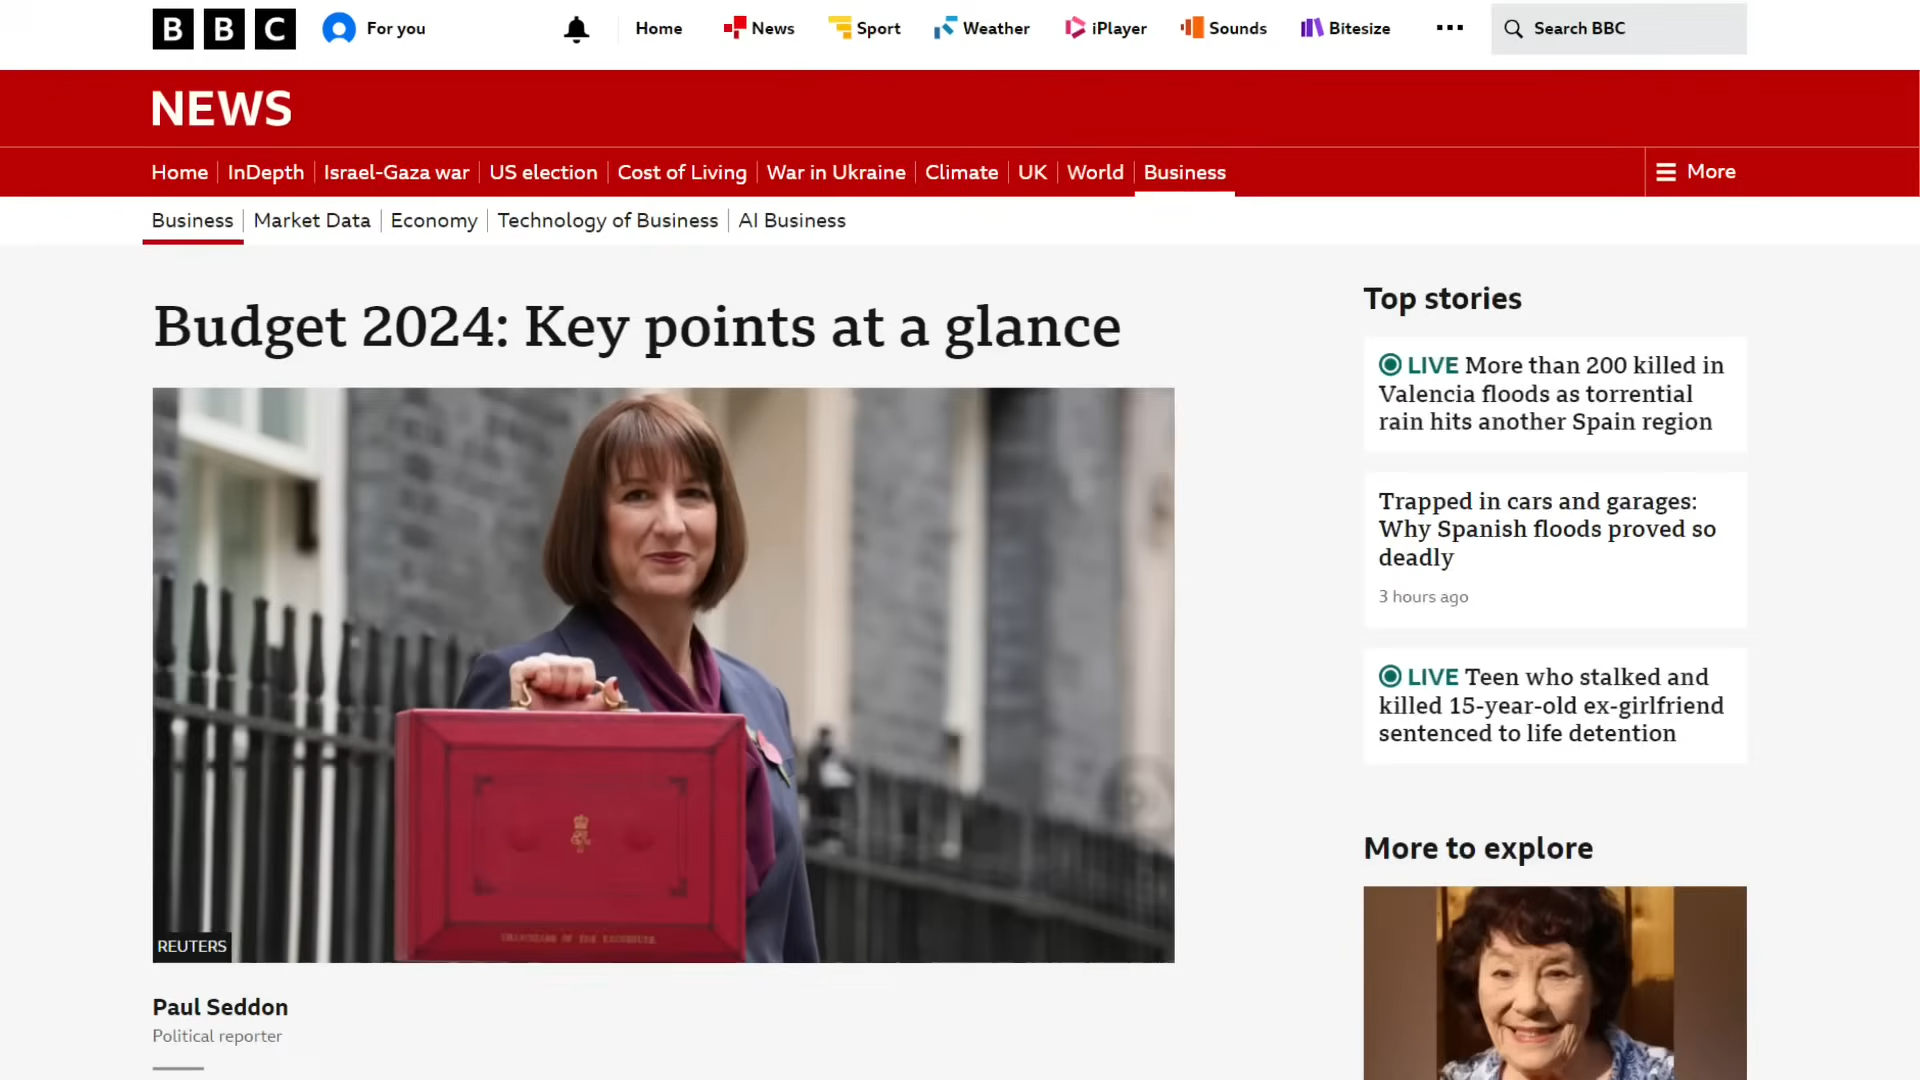 BBC
For you
Home
News
Sport
Weather
iPlayer
Sounds
Bitesize
Search BBC
NEWS
Home
InDepth
Israel-Gaza war
US election
Cost of Living
War in Ukraine
Climate
UK
World
Business
More
Business
Market Data
Economy
Technology of Business
AI Business
Budget 2024: Key points at a glance
CHANCELLOR OF THE EXCHEQUER
REUTERS
Paul Seddon
Political reporter
Top stories
LIVE More than 200 killed in
Valencia floods as torrential
rain hits another Spain region
Trapped in cars and garages:
Why Spanish floods proved so
deadly
3 hours ago
LIVE Teen who stalked and
killed 15-year-old ex-girlfriend
sentenced to life detention
More to explore